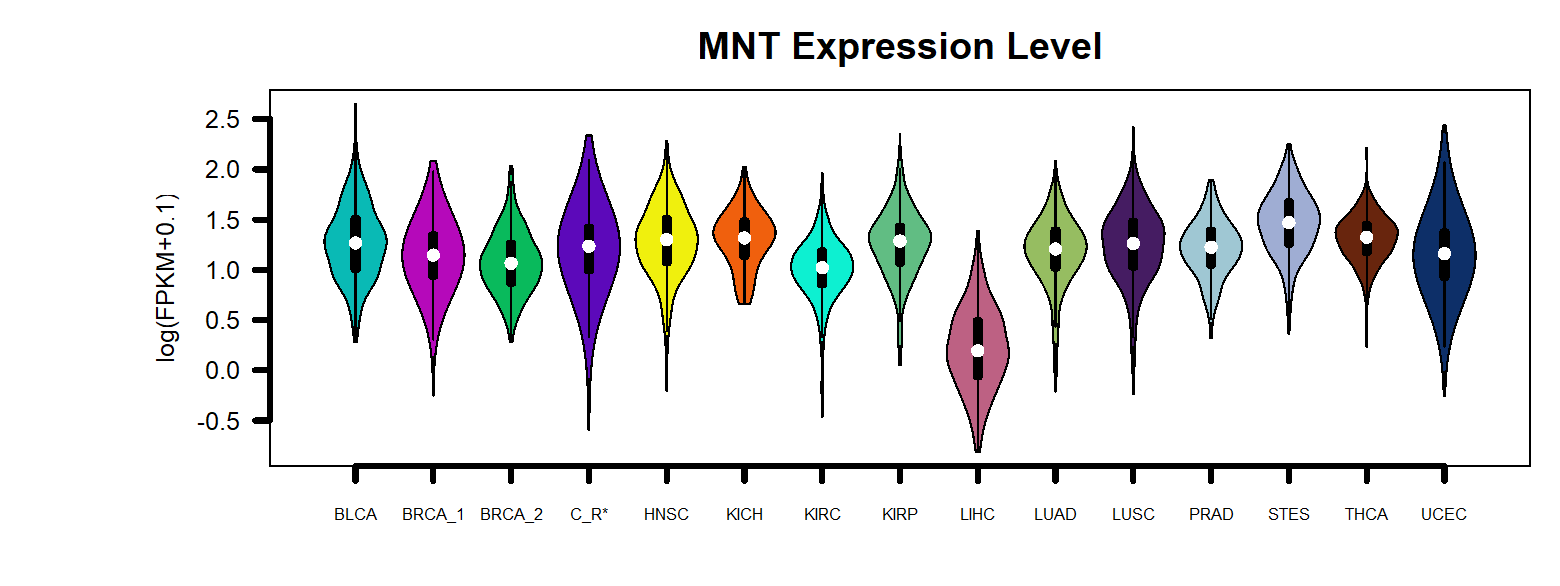 MNT Expression Level
log(FPKM+0.1)
2.5
2.0
1.5
1.0
0.5
0.0
-0.5
BLCA BRCA_1 BRCA_2 C_R* HNSC KICH KIRC KIRP LIHC LUAD LUSC PRAD STES THCA UCEC